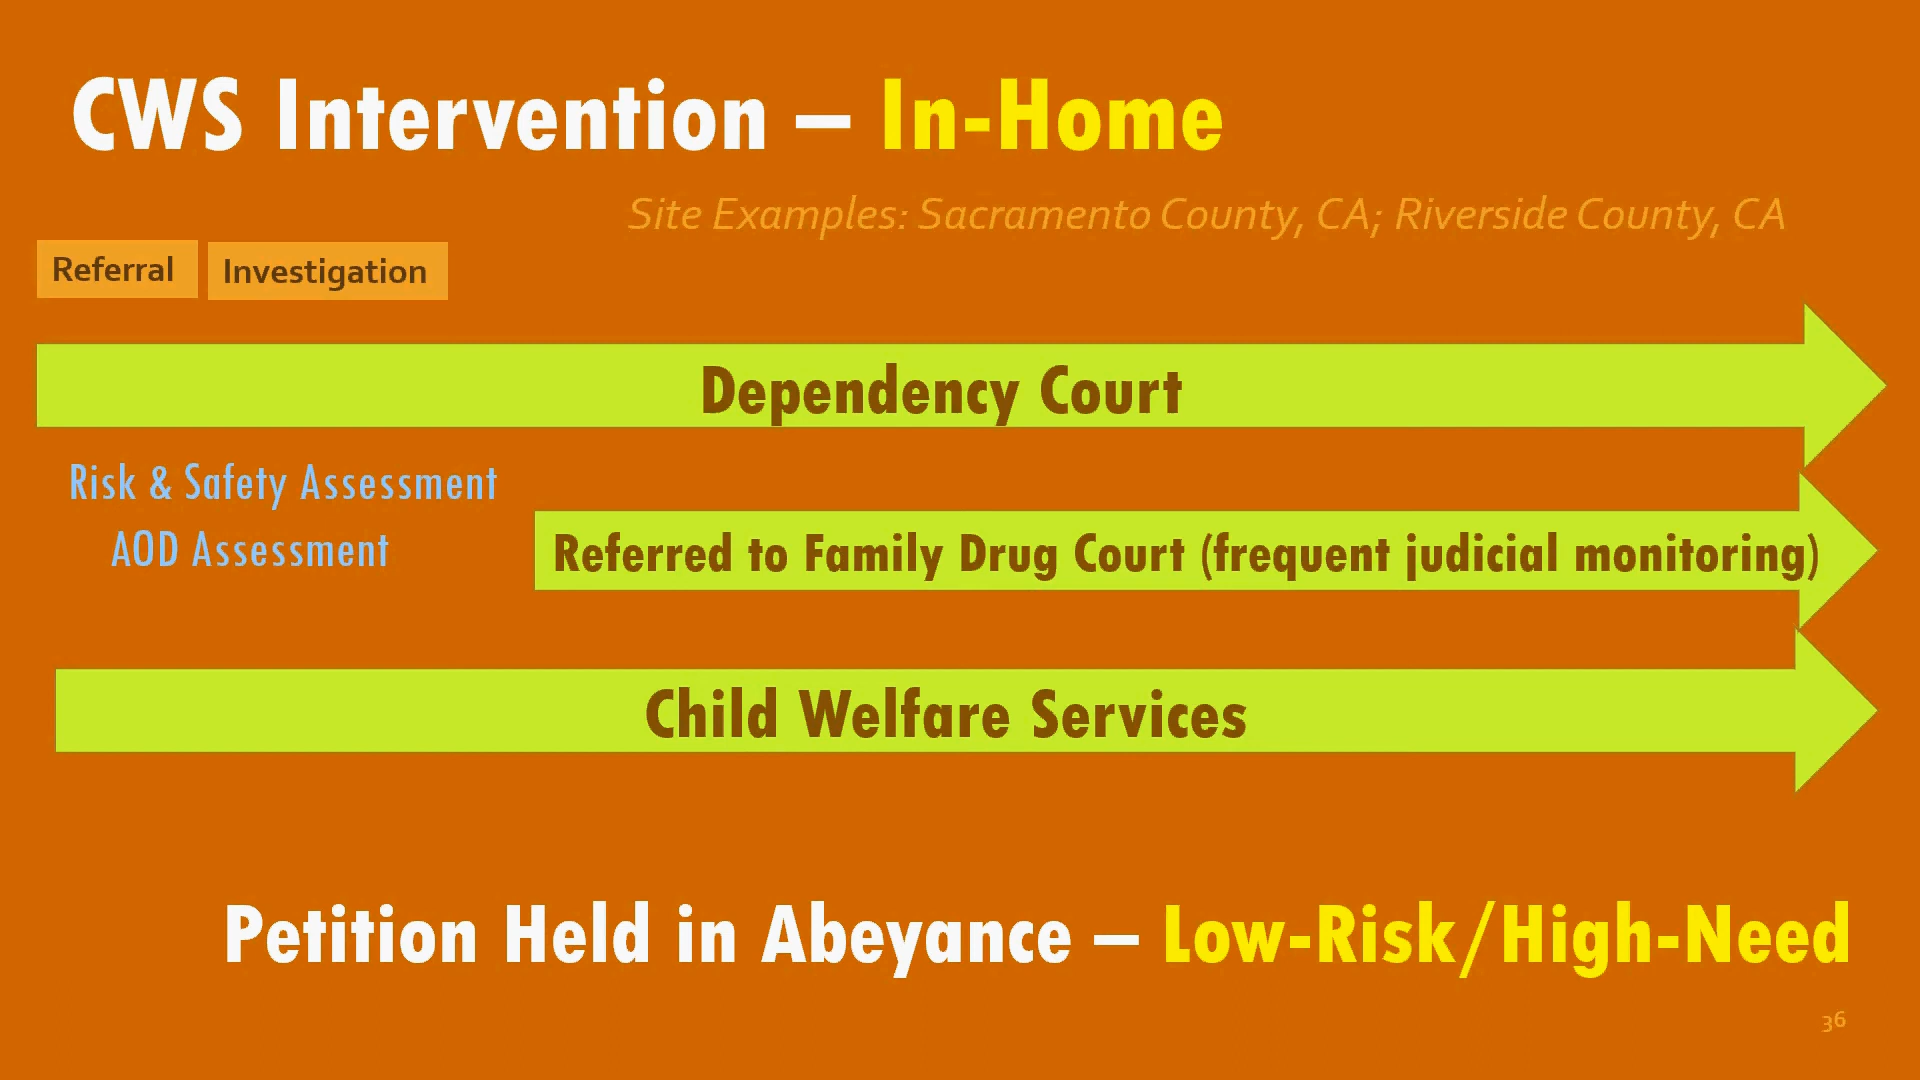 CWS Intervention – In-Home
Site Examples: Sacramento County, CA; Riverside County, CA
Referral
Investigation
Dependency Court
Risk & Safety Assessment
AOD Assessment
Referred to Family Drug Court (frequent judicial monitoring)
Child Welfare Services
Petition Held in Abeyance – Low-Risk/High-Need
36